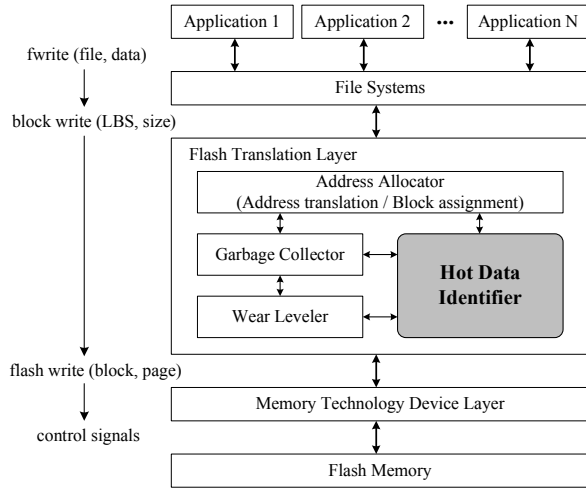 Application 1
Application 2
•••
Application N
fwrite (file, data)
File Systems
block write (LBS, size)
Flash Translation Layer
Address Allocator
(Address translation / Block assignment)
Garbage Collector
Hot Data
Identifier
Wear Leveler
flash write (block, page)
Memory Technology Device Layer
control signals
Flash Memory